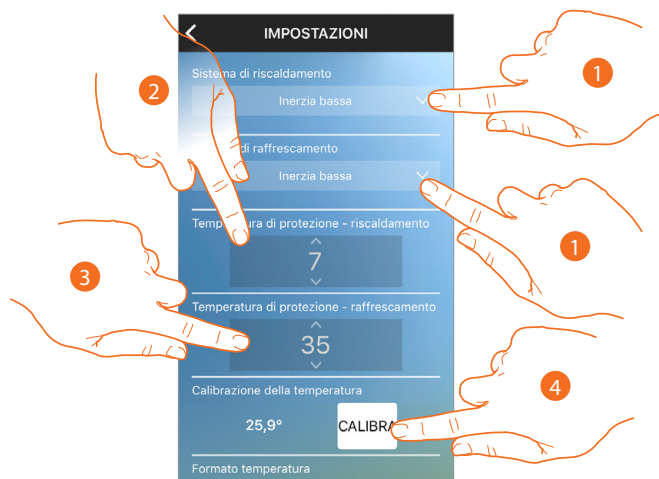 IMPOSTAZIONI
Sistema di riscaldamento
1
2
Inerzia bassa
di raffrescamento
Inerzia bassa
Temperatura di protezione - riscaldamento
1
7
3
Temperatura di protezione - raffrescamento
35
Calibrazione della temperatura
4
25,9°
CALIBRA
Formato temperatura